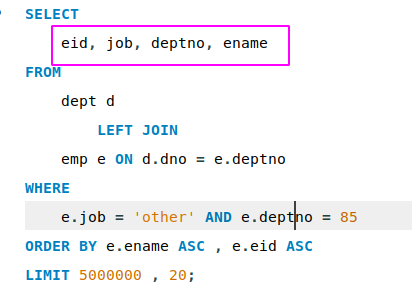 SELECT
eid, job, deptno, ename
FROM
dept d
LEFT JOIN
emp e ON d.dno = e.deptno
WHERE
e.job = 'other' AND e.deptno = 85
ORDER BY e.ename ASC , e.eid ASC
LIMIT 5000000 , 20;